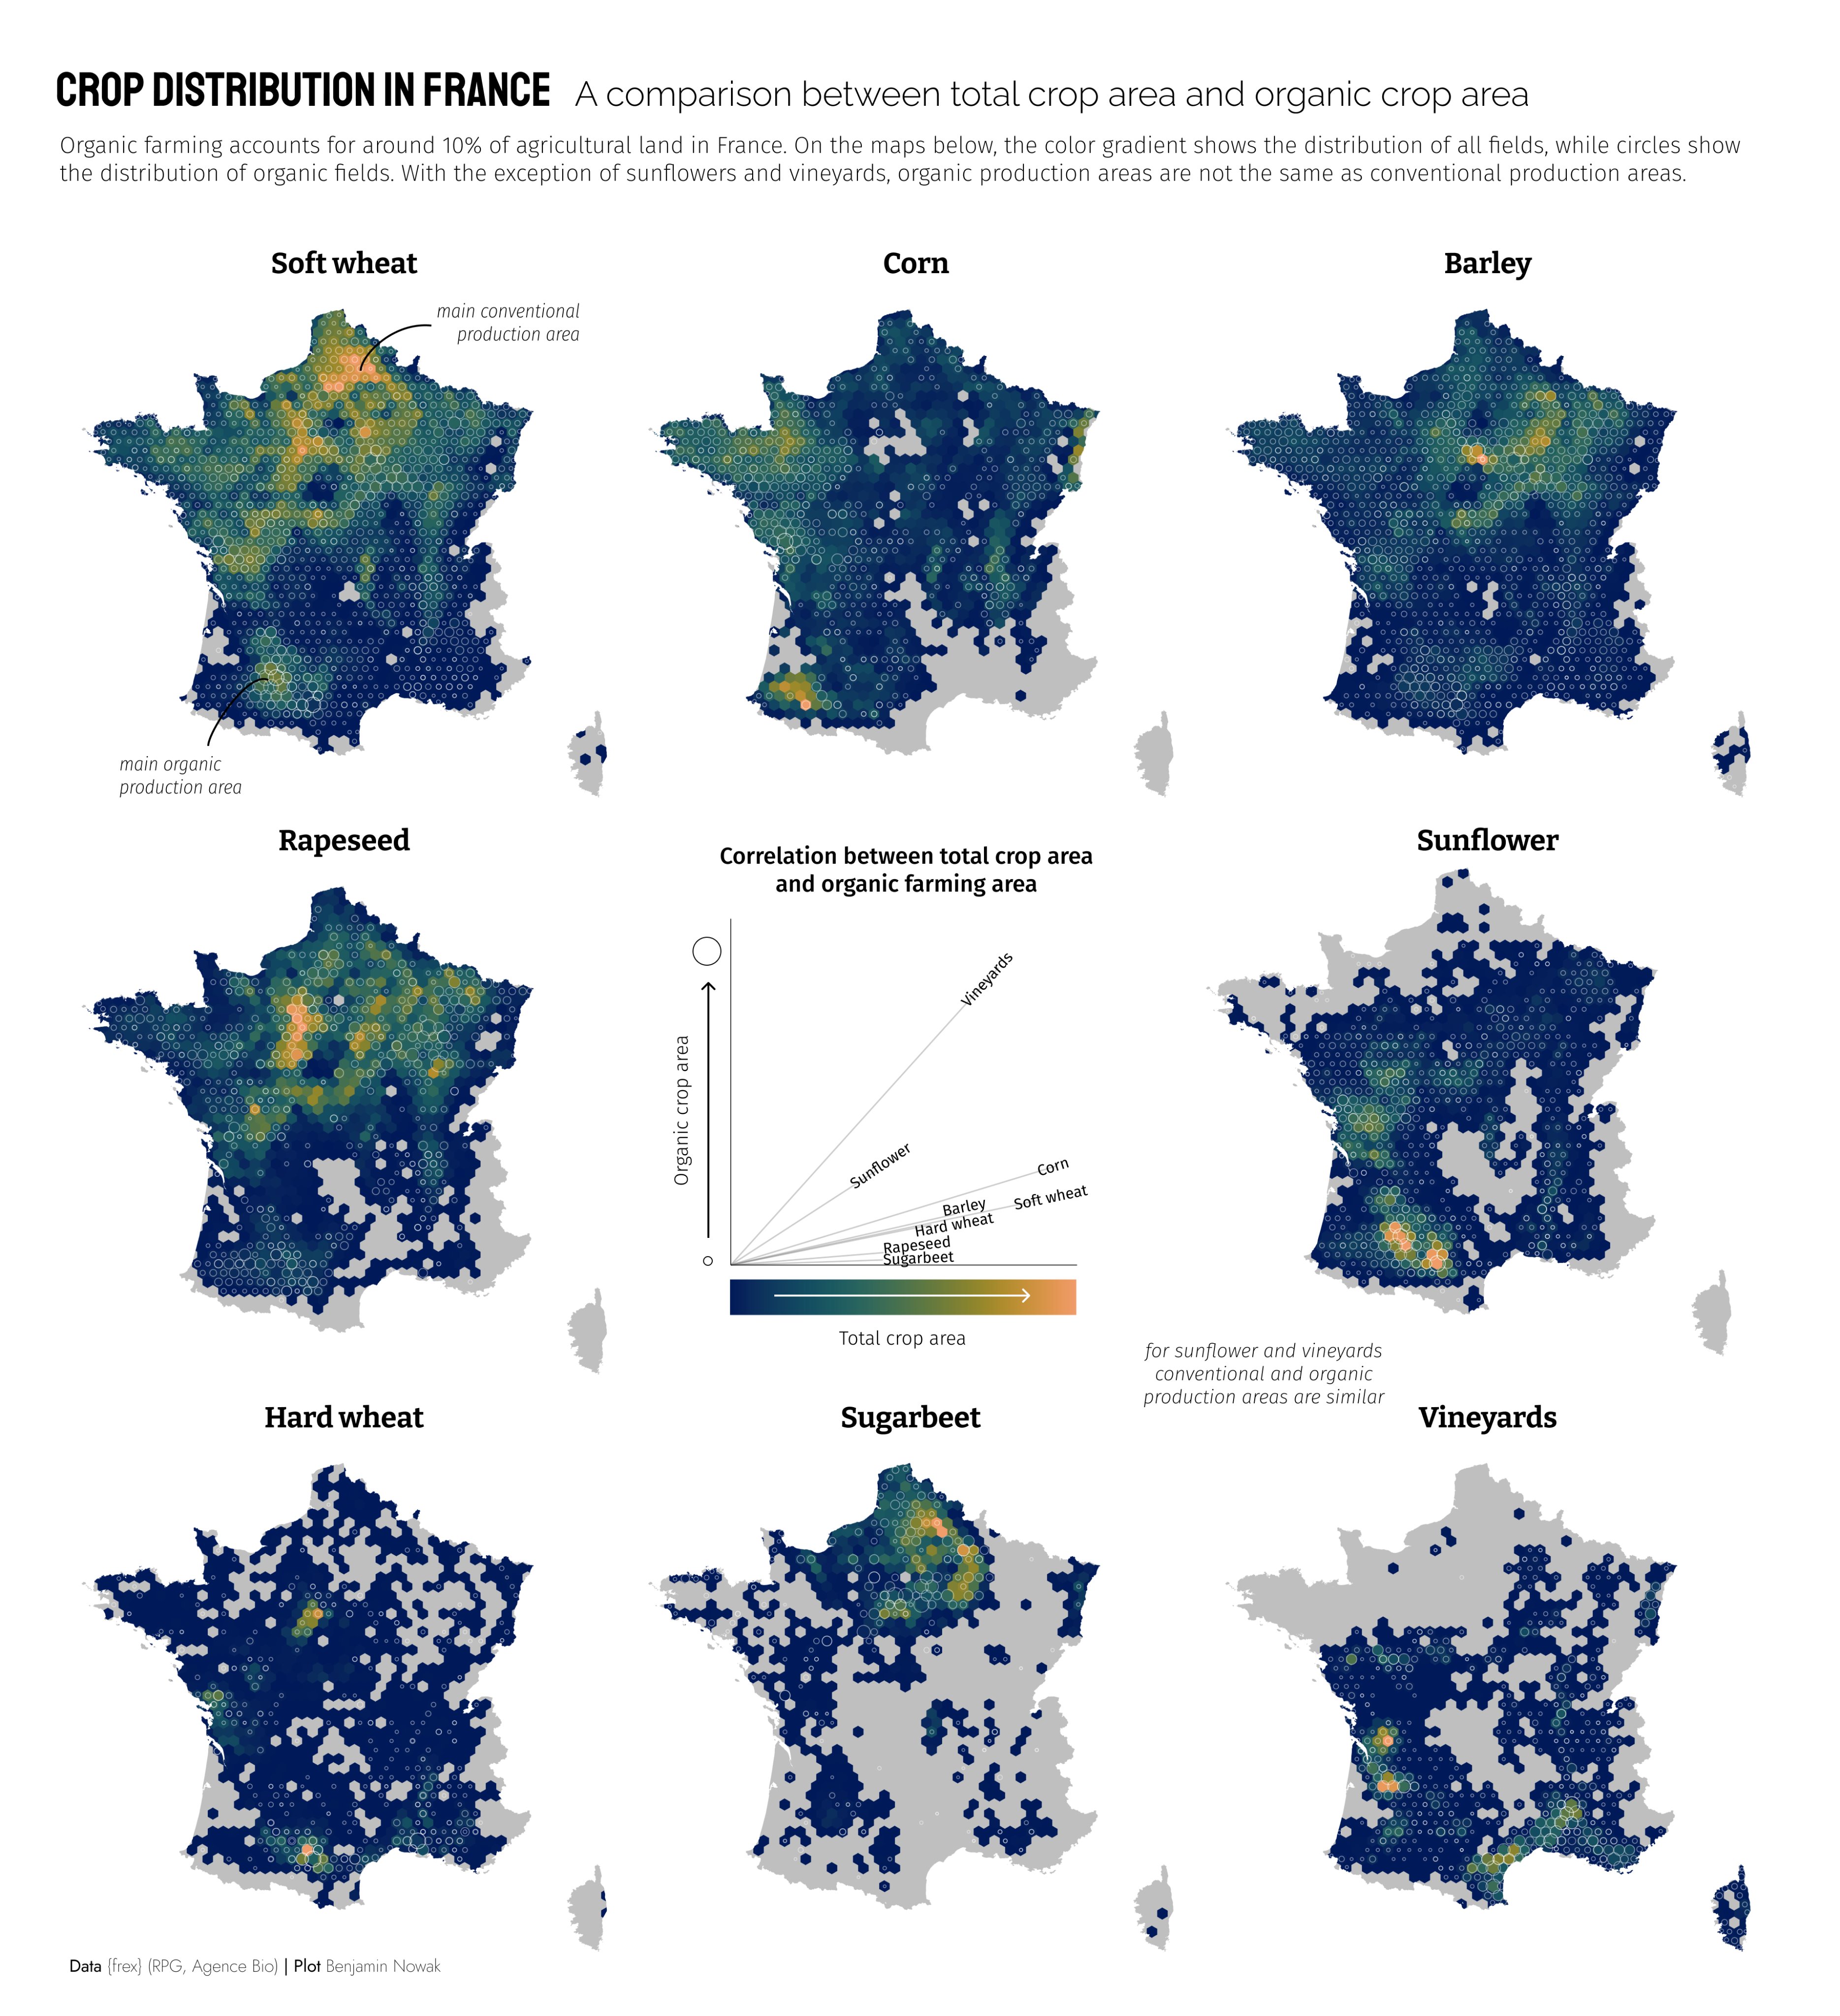 CROP DISTRIBUTION IN FRANCE A comparison between total crop area and organic crop area
Organic farming accounts for around 10% of agricultural land in France. On the maps below, the color gradient shows the distribution of all fields, while circles show
the distribution of organic fields. With the exception of sunflowers and vineyards, organic production areas are not the same as conventional production areas.
Soft wheat
Corn
Barley
main conventional
production area
main organic
production area
Rapeseed
Correlation between total crop area
and organic farming area
Sunflower
Organic crop area
Vineyards
Sunflower
Corn
Soft wheat
Barley
Hard wheat
Rapeseed
Sugarbeet
Total crop area
for sunflower and vineyards
conventional and organic
production areas are similar
Hard wheat
Sugarbeet
Vineyards
Data {frex} (RPG, Agence Bio) | Plot Benjamin Nowak